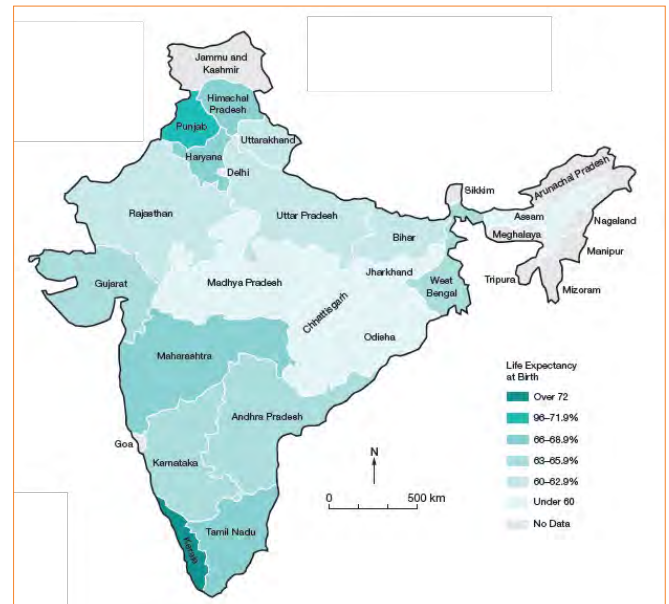 Jammu and
Kashmir
Himachal
Pradesh
Punjab
Uttarakhand
Haryana
Delhi
Rajasthan
Uttar Pradesh
Bihar
Sikkim
Arunachal Pradesh
Assam
Nagaland
Meghalaya
Manipur
Tripura
Mizoram
Jharkhand
West
Bengal
Gujarat
Madhya Pradesh
Chhattisgarh
Odisha
Maharashtra
Andhra Pradesh
Goa
Karnataka
Tamil Nadu
Kerala
Life Expectancy
at Birth
Over 72
96–71.9%
66–68.9%
63–65.9%
60–62.9%
Under 60
No Data
N
0 500 km